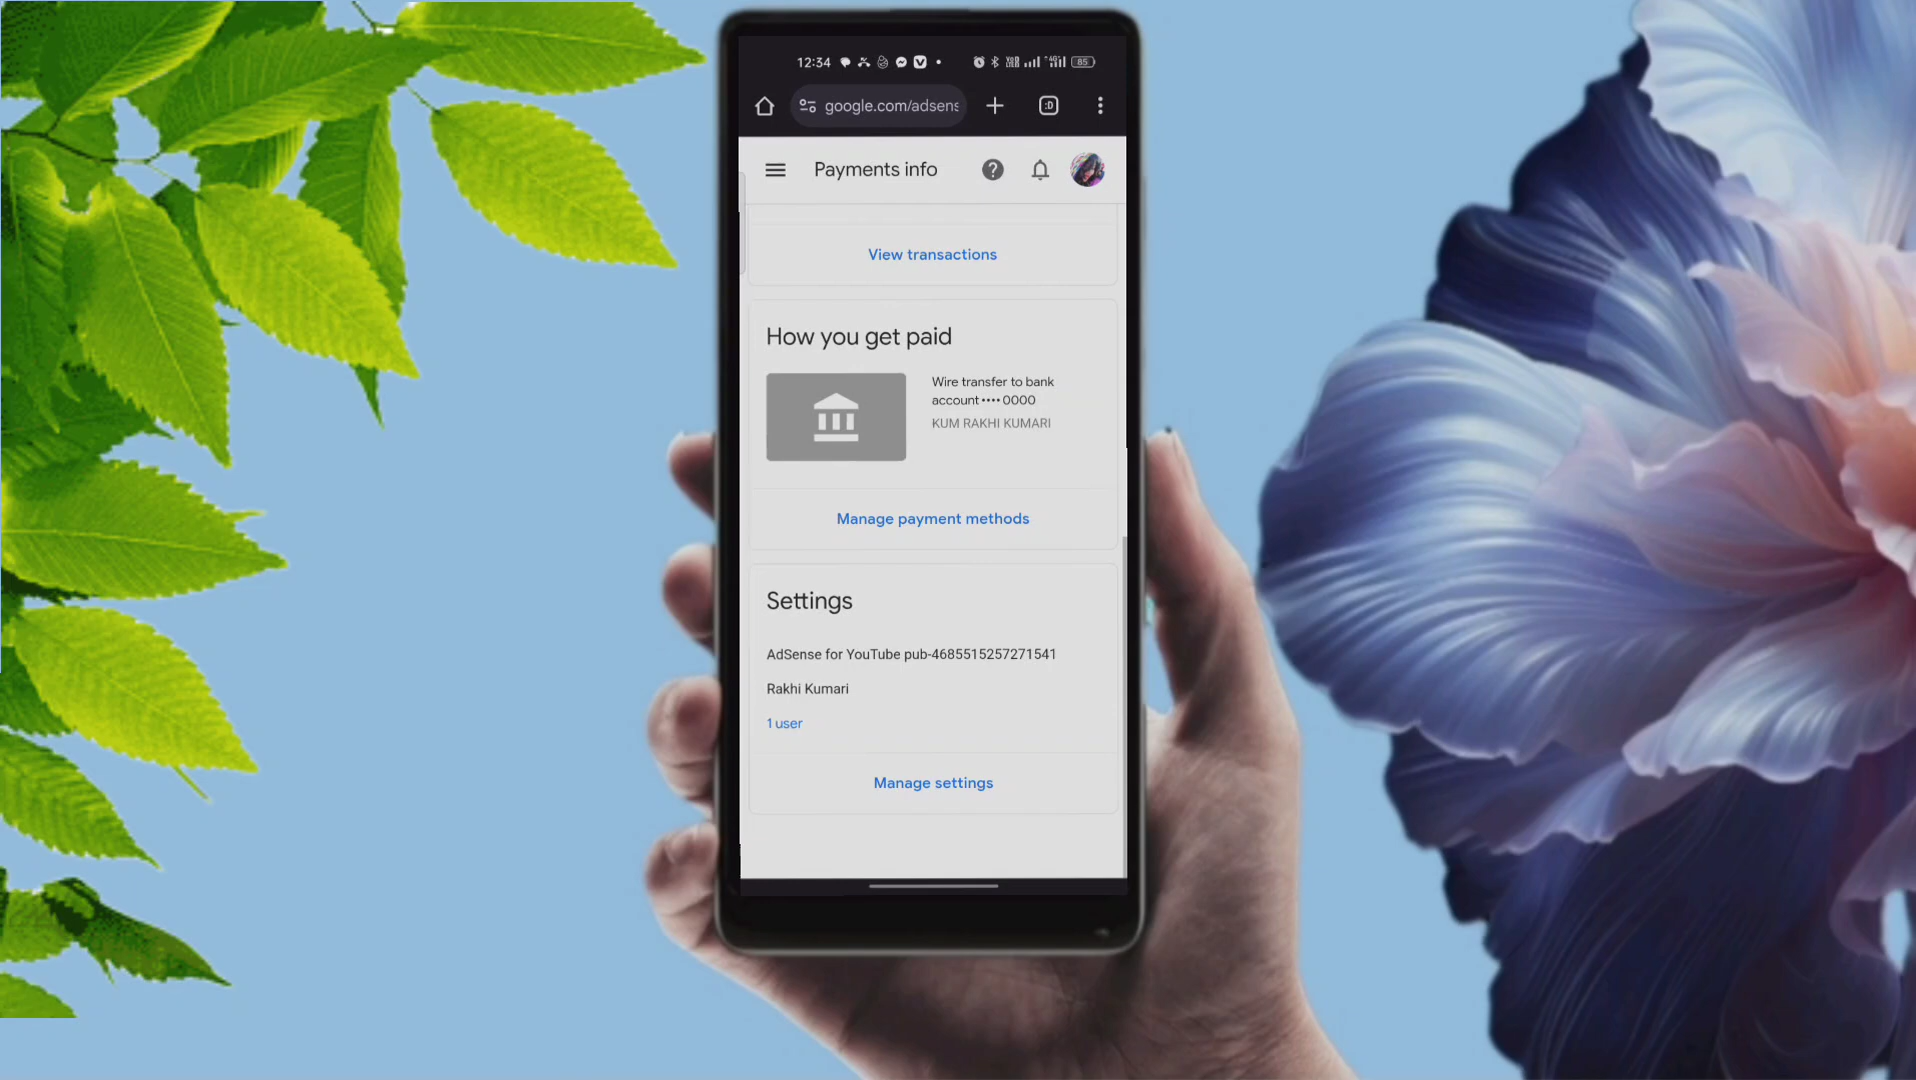 12:34
85
google.com/adsens
Payments info
View transactions
How you get paid
Wire transfer to bank
account •••• 0000
KUM RAKHI KUMARI
Manage payment methods
Settings
AdSense for YouTube pub-4685515257271541
Rakhi Kumari
1 user
Manage settings